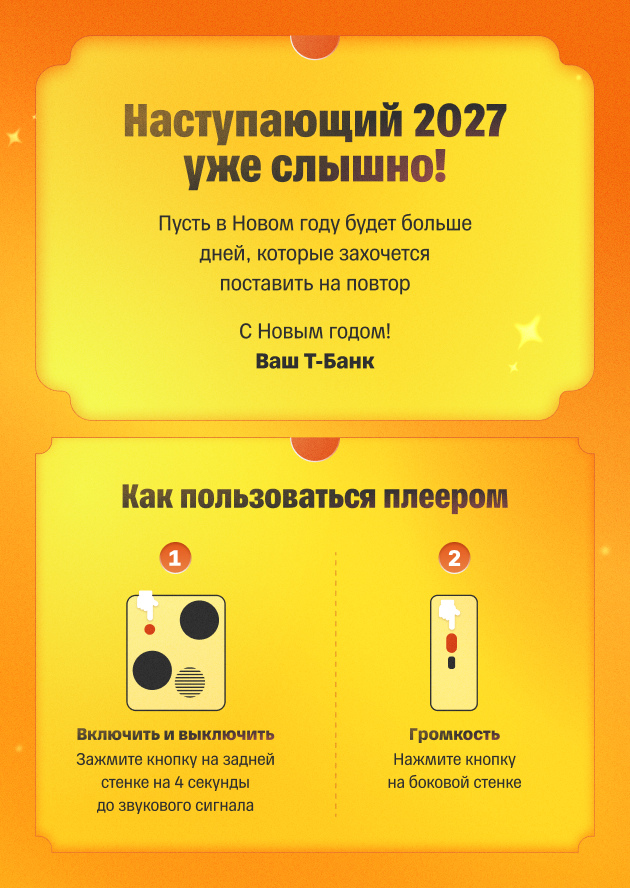 Наступающий 2027
уже слышно!
Пусть в Новом году будет больше
дней, которые захочется
поставить на повтор
С Новым годом!
Ваш Т-Банк
Как пользоваться плеером
1
Включить и выключить
Зажмите кнопку на задней
стенке на 4 секунды
до звукового сигнала
2
Громкость
Нажмите кнопку
на боковой стенке